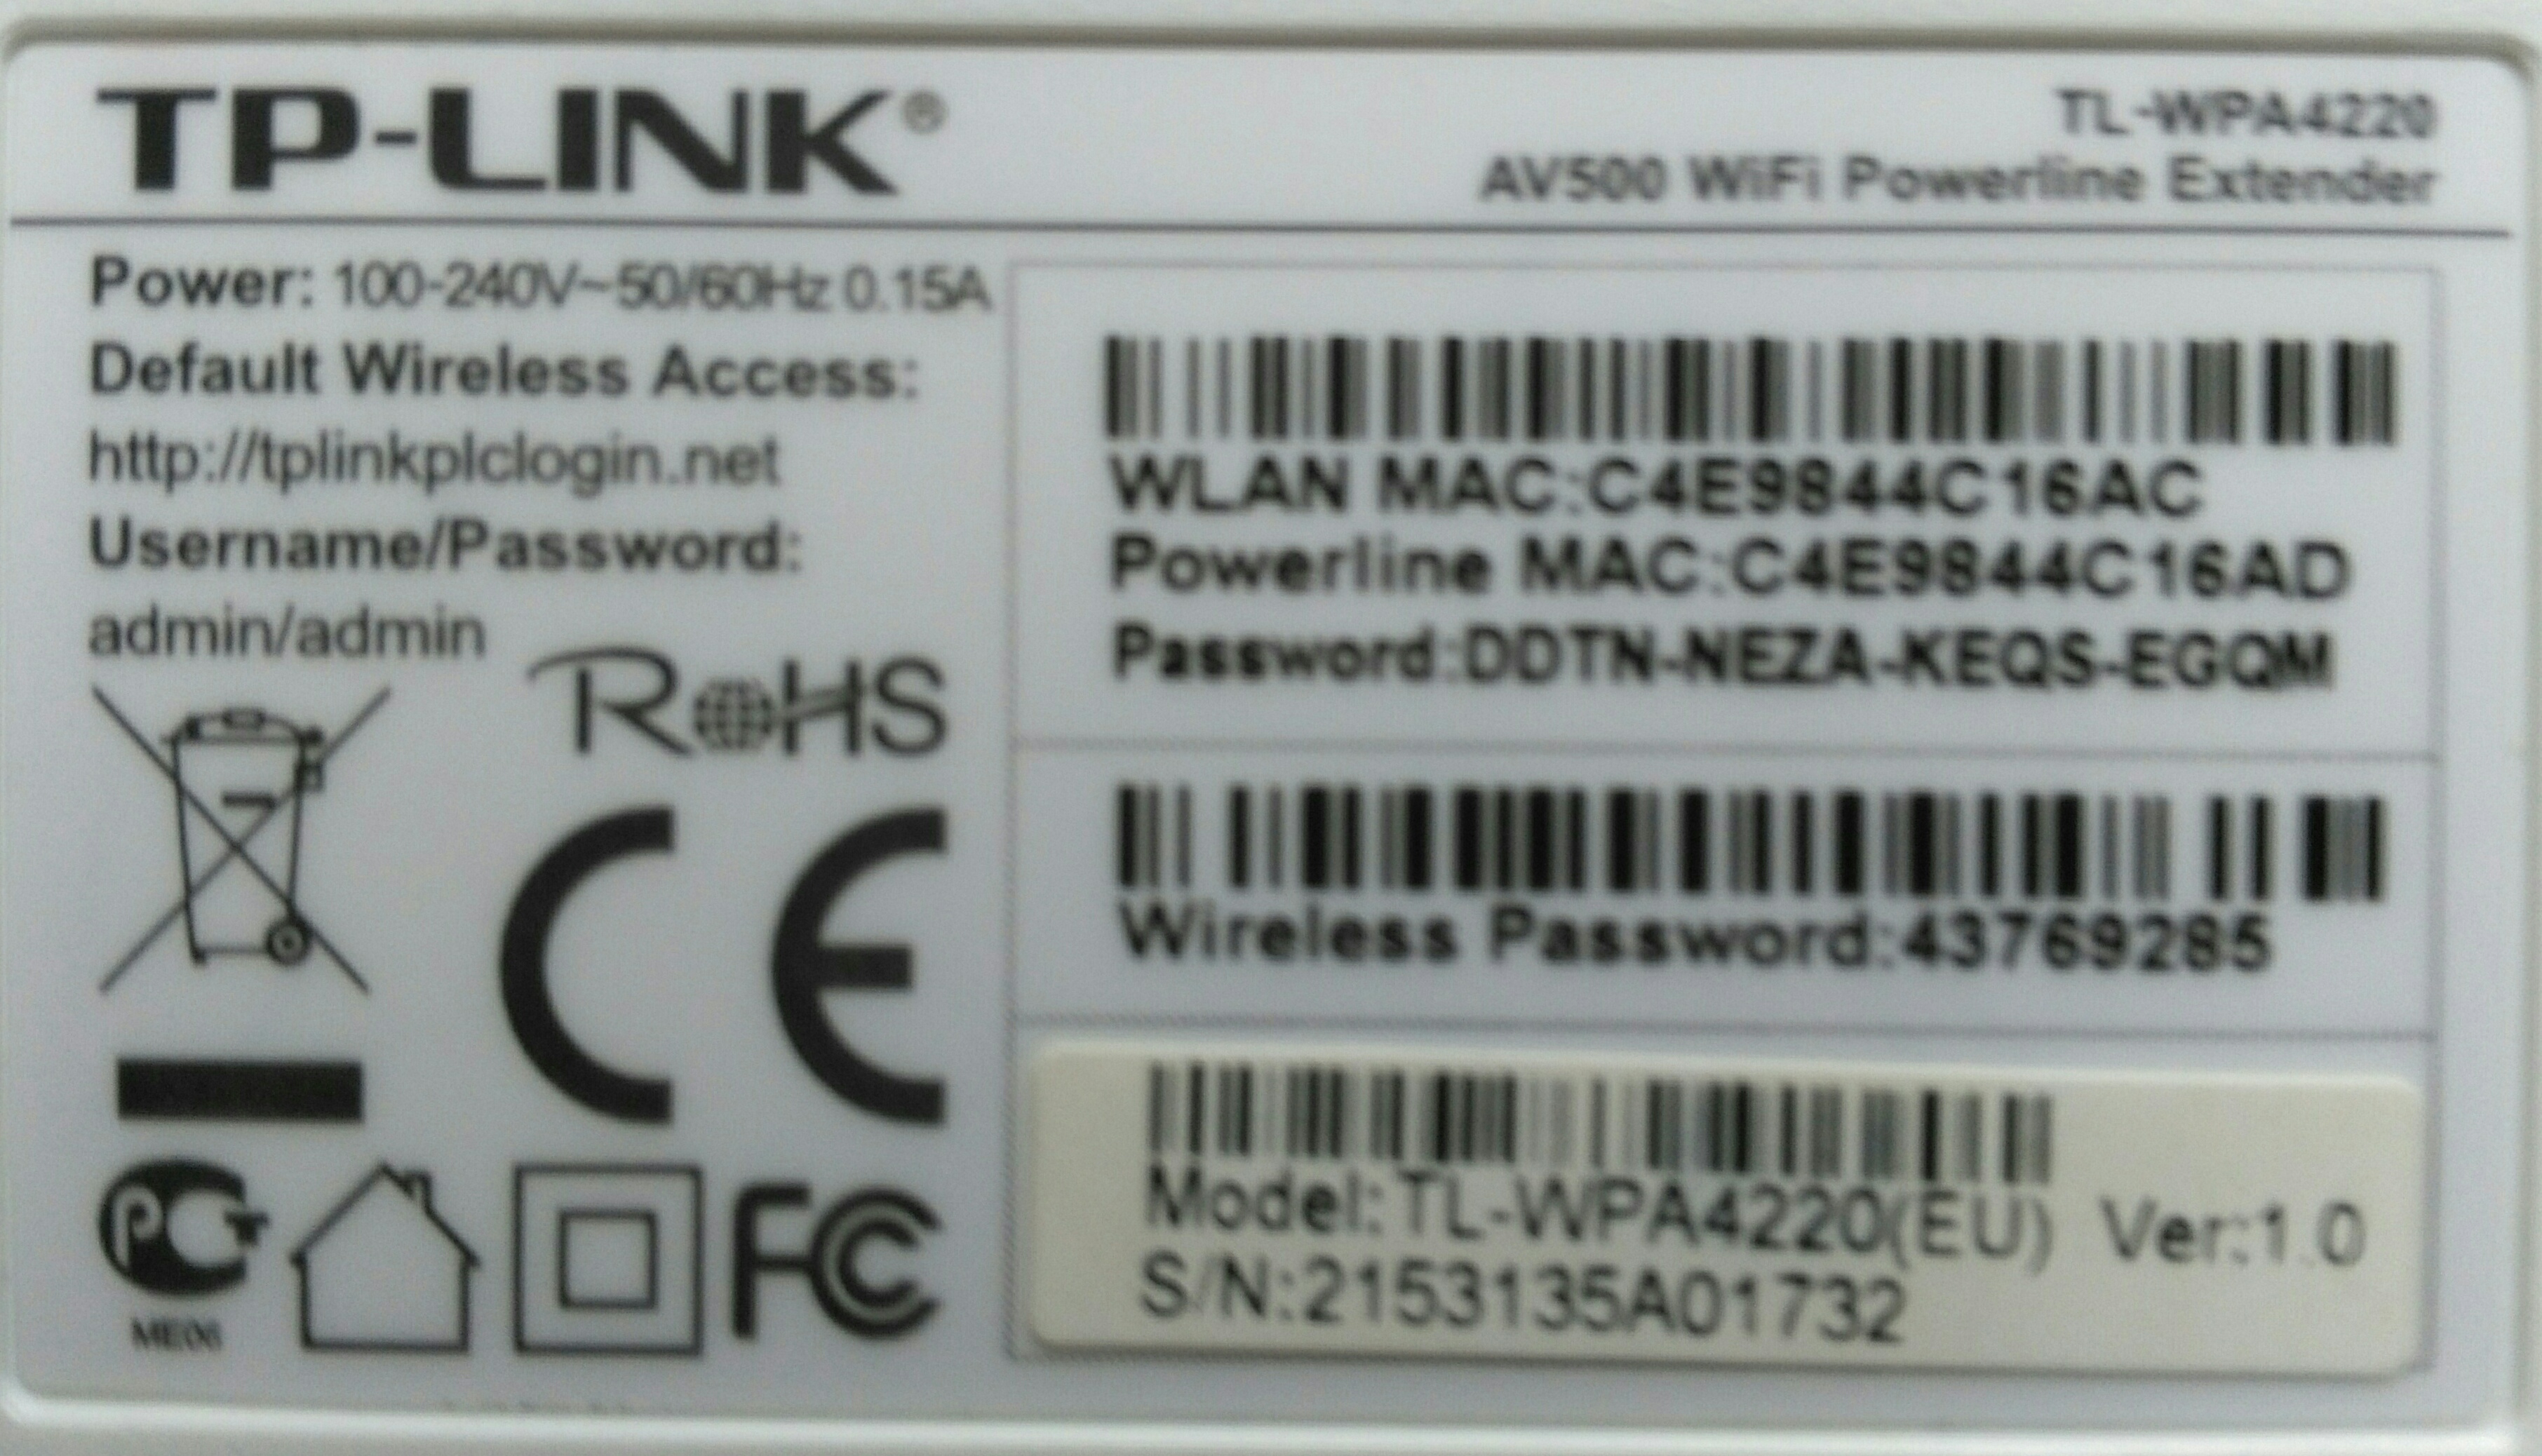 TP-LINK®
TL-WPA4220
AV500 WiFi Powerline Extender
Power: 100-240V~50/60Hz 0.15A
Default Wireless Access:
http://tplinkplclogin.net
Username/Password:
admin/admin
RoHS
CE
PCT
ME06
FC
WLAN MAC:C4E9844C16AC
Powerline MAC:C4E9844C16AD
Password:DDTN-NEZA-KEQS-EGQM
Wireless Password:43769285
Model: TL-WPA4220(EU) Ver:1.0
S/N:2153135A01732